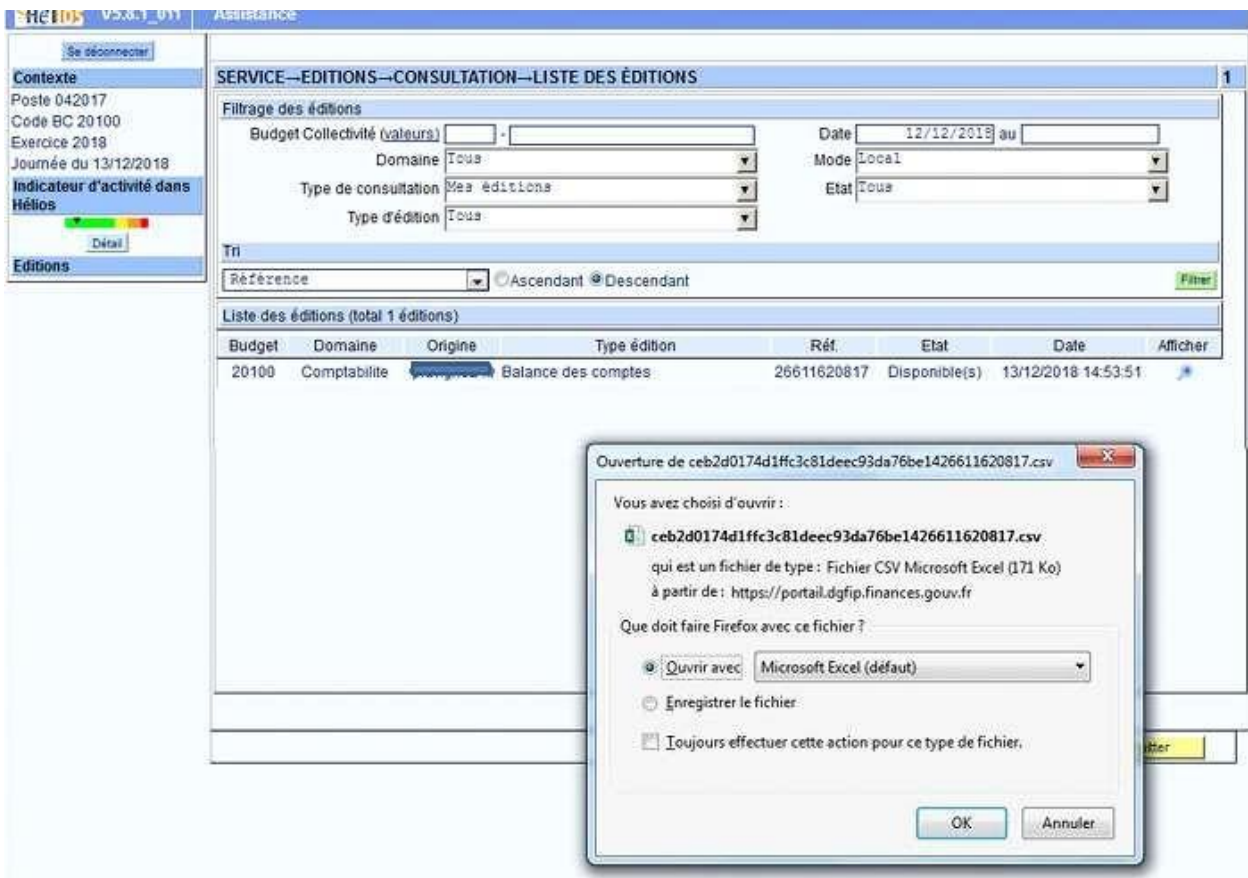 Hélios V5.8.1_011 Assistance
Se déconnecter
Contexte
Poste 042017
Code BC 20100
Exercice 2018
Journée du 13/12/2018
Indicateur d'activité dans
Hélios
Détail
Editions
SERVICE→EDITIONS→CONSULTATION→LISTE DES ÉDITIONS 1
Filtrage des éditions
Budget Collectivité (valeurs) - Date 12/12/2018 au
Domaine Tous Mode Local
Type de consultation Mes éditions Etat Tous
Type d'édition Tous
Tri
Référence Ascendant Descendant Filtrer
Liste des éditions (total 1 éditions)
Budget Domaine Origine Type édition Réf. Etat Date Afficher
20100 Comptabilite Balance des comptes 26611620817 Disponible(s) 13/12/2018 14:53:51
Ouverture de ceb2d0174d1ffc3c81deec93da76be1426611620817.csv
Vous avez choisi d'ouvrir :
ceb2d0174d1ffc3c81deec93da76be1426611620817.csv
qui est un fichier de type : Fichier CSV Microsoft Excel (171 Ko)
à partir de : https://portail.dgfip.finances.gouv.fr
Que doit faire Firefox avec ce fichier ?
Ouvrir avec Microsoft Excel (défaut)
Enregistrer le fichier
Toujours effectuer cette action pour ce type de fichier.
OK Annuler